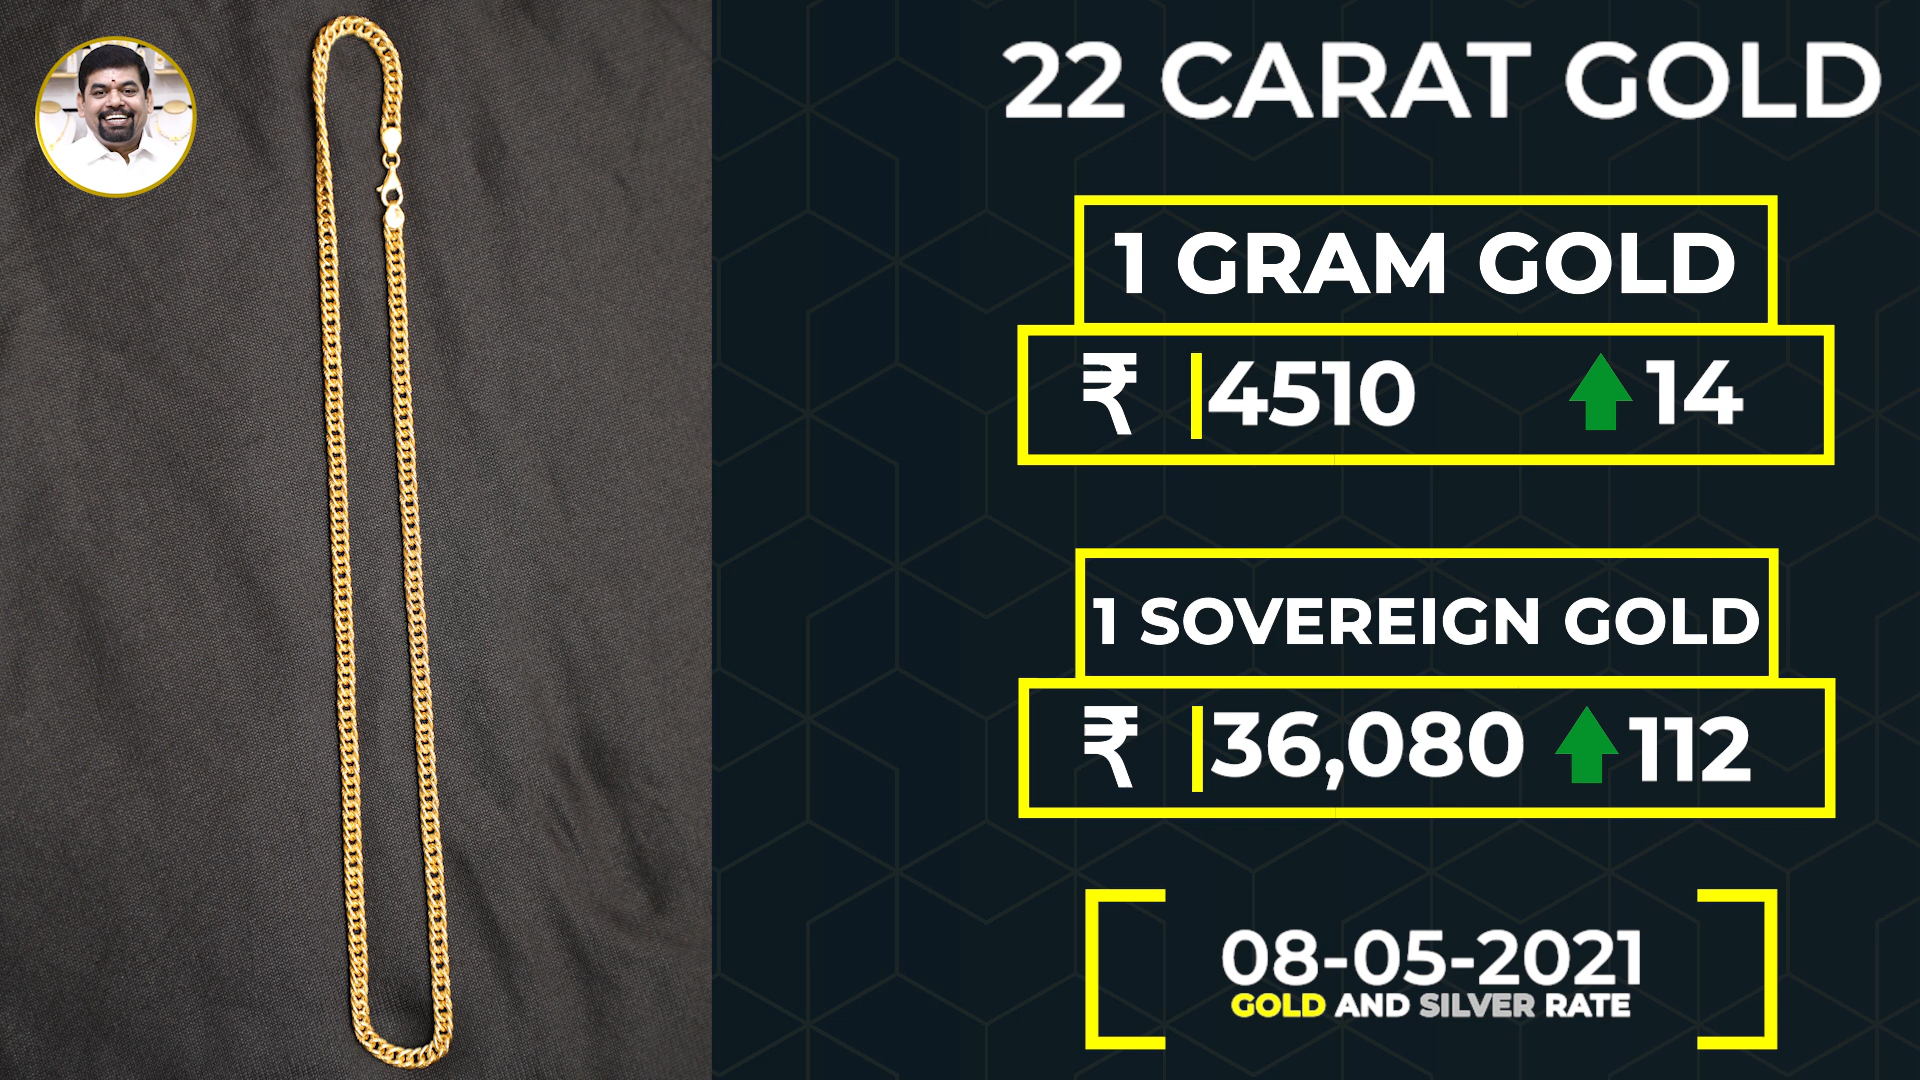 22 CARAT GOLD
1 GRAM GOLD
₹ 4510 14
1 SOVEREIGN GOLD
₹ 36,080 112
08-05-2021
GOLD AND SILVER RATE